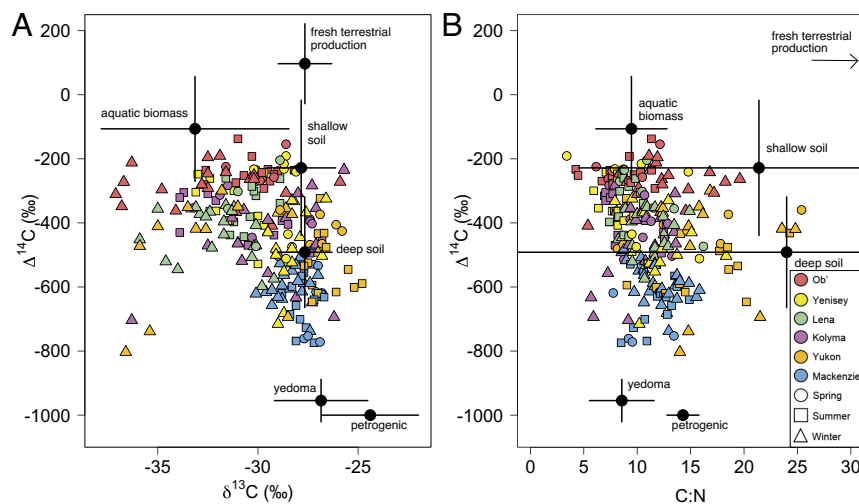 A
200
0
-200
-400
-600
-800
-1000
Δ14C (‰)
-35
-30
-25
δ13C (‰)
fresh terrestrial
production
aquatic biomass
shallow
soil
deep soil
yedoma
petrogenic
B
200
0
-200
-400
-600
-800
-1000
Δ14C (‰)
0
5
10
15
20
25
30
C:N
fresh terrestrial
production
aquatic
biomass
shallow soil
deep soil
yedoma
petrogenic
Ob'
Yenisey
Lena
Kolyma
Yukon
Mackenzie
Spring
Summer
Winter